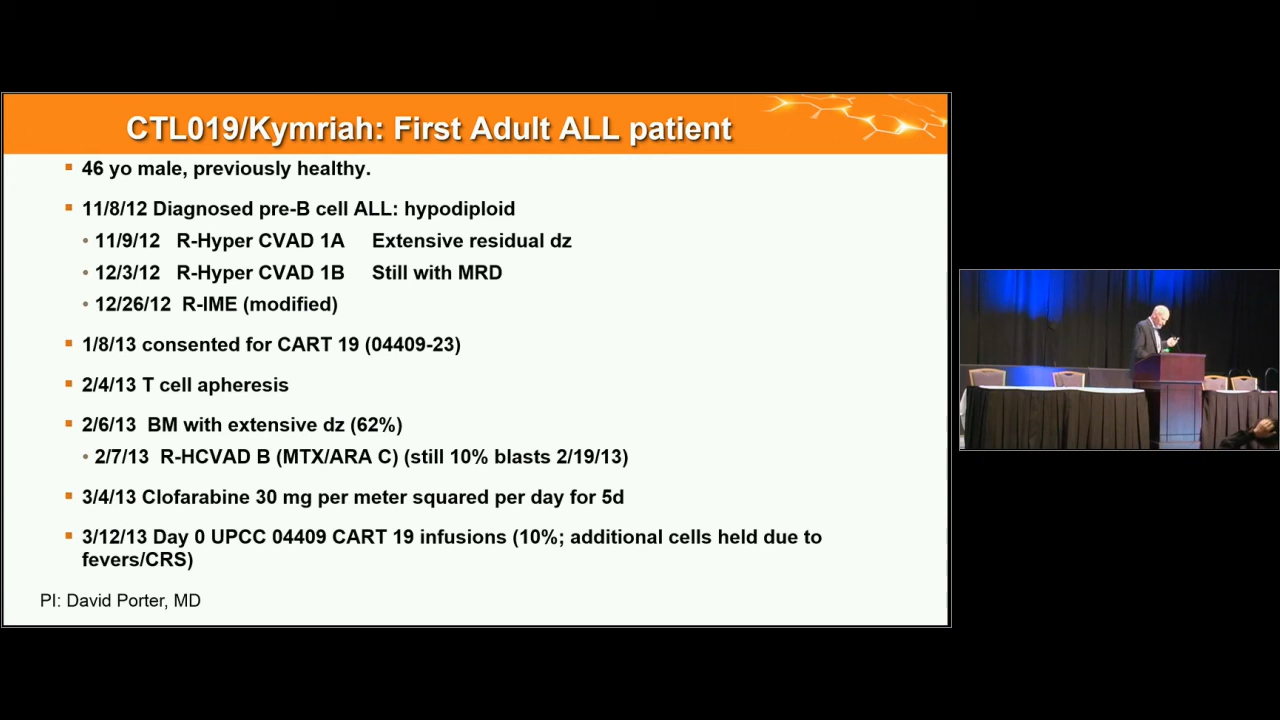 CTL019/Kymriah: First Adult ALL patient
46 yo male, previously healthy.
11/8/12 Diagnosed pre-B cell ALL: hypodiploid
11/9/12 R-Hyper CVAD 1A Extensive residual dz
12/3/12 R-Hyper CVAD 1B Still with MRD
12/26/12 R-IME (modified)
1/8/13 consented for CART 19 (04409-23)
2/4/13 T cell apheresis
2/6/13 BM with extensive dz (62%)
2/7/13 R-HCVAD B (MTX/ARA C) (still 10% blasts 2/19/13)
3/4/13 Clofarabine 30 mg per meter squared per day for 5d
3/12/13 Day 0 UPCC 04409 CART 19 infusions (10%; additional cells held due to
fevers/CRS)
PI: David Porter, MD